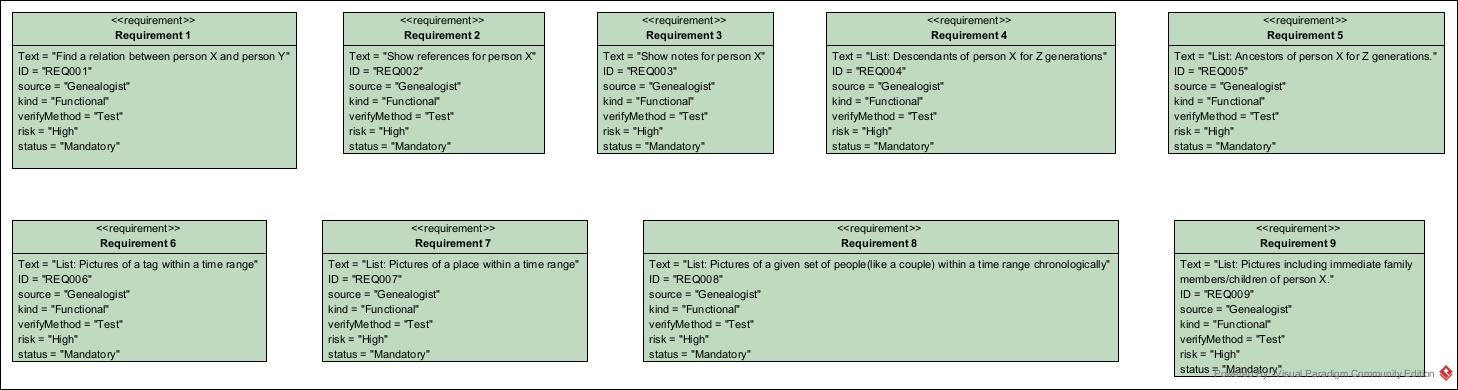 <<requirement>>
Requirement 1
Text = "Find a relation between person X and person Y"
ID = "REQ001"
source = "Genealogist"
kind = "Functional"
verifyMethod = "Test"
risk = "High"
status = "Mandatory"
<<requirement>>
Requirement 2
Text = "Show references for person X"
ID = "REQ002"
source = "Genealogist"
kind = "Functional"
verifyMethod = "Test"
risk = "High"
status = "Mandatory"
<<requirement>>
Requirement 3
Text = "Show notes for person X"
ID = "REQ003"
source = "Genealogist"
kind = "Functional"
verifyMethod = "Test"
risk = "High"
status = "Mandatory"
<<requirement>>
Requirement 4
Text = "List: Descendants of person X for Z generations"
ID = "REQ004"
source = "Genealogist"
kind = "Functional"
verifyMethod = "Test"
risk = "High"
status = "Mandatory"
<<requirement>>
Requirement 5
Text = "List: Ancestors of person X for Z generations."
ID = "REQ005"
source = "Genealogist"
kind = "Functional"
verifyMethod = "Test"
risk = "High"
status = "Mandatory"
<<requirement>>
Requirement 6
Text = "List: Pictures of a tag within a time range"
ID = "REQ006"
source = "Genealogist"
kind = "Functional"
verifyMethod = "Test"
risk = "High"
status = "Mandatory"
<<requirement>>
Requirement 7
Text = "List: Pictures of a place within a time range"
ID = "REQ007"
source = "Genealogist"
kind = "Functional"
verifyMethod = "Test"
risk = "High"
status = "Mandatory"
<<requirement>>
Requirement 8
Text = "List: Pictures of a given set of people(like a couple) within a time range chronologically"
ID = "REQ008"
source = "Genealogist"
kind = "Functional"
verifyMethod = "Test"
risk = "High"
status = "Mandatory"
<<requirement>>
Requirement 9
Text = "List: Pictures including immediate family
members/children of person X."
ID = "REQ009"
source = "Genealogist"
kind = "Functional"
verifyMethod = "Test"
risk = "High"
status = "Mandatory"
Visual Paradigm Community Edition